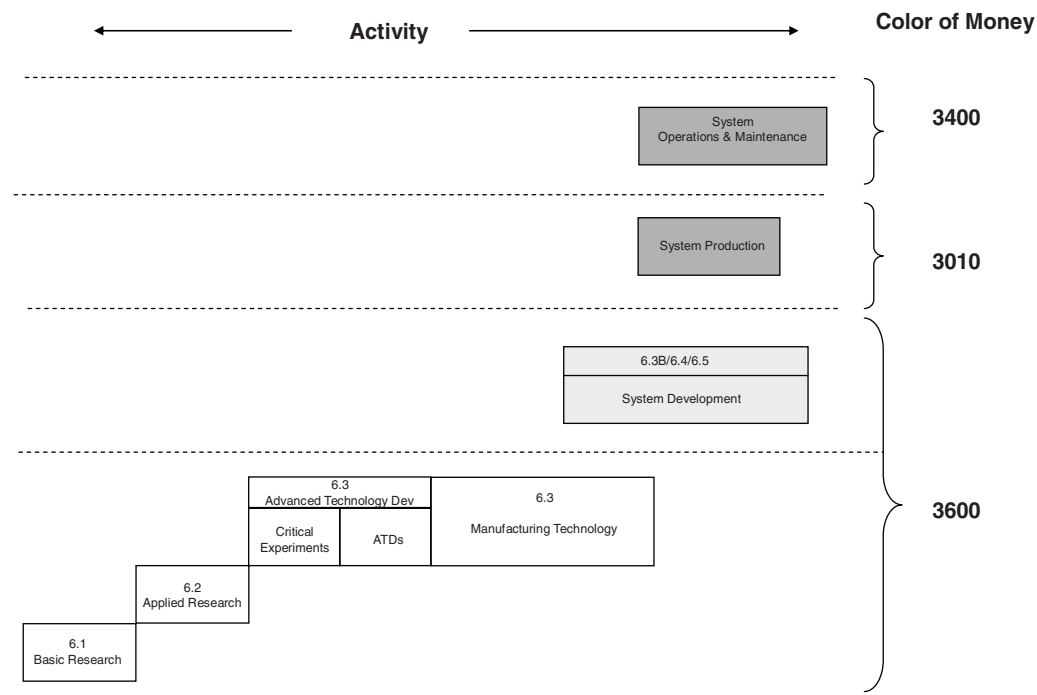 Activity
Color of Money
3400
System
Operations & Maintenance
3010
System Production
6.3B/6.4/6.5
System Development
3600
6.3
Advanced Technology Dev
Critical
Experiments
ATDs
6.3
Manufacturing Technology
6.2
Applied Research
6.1
Basic Research